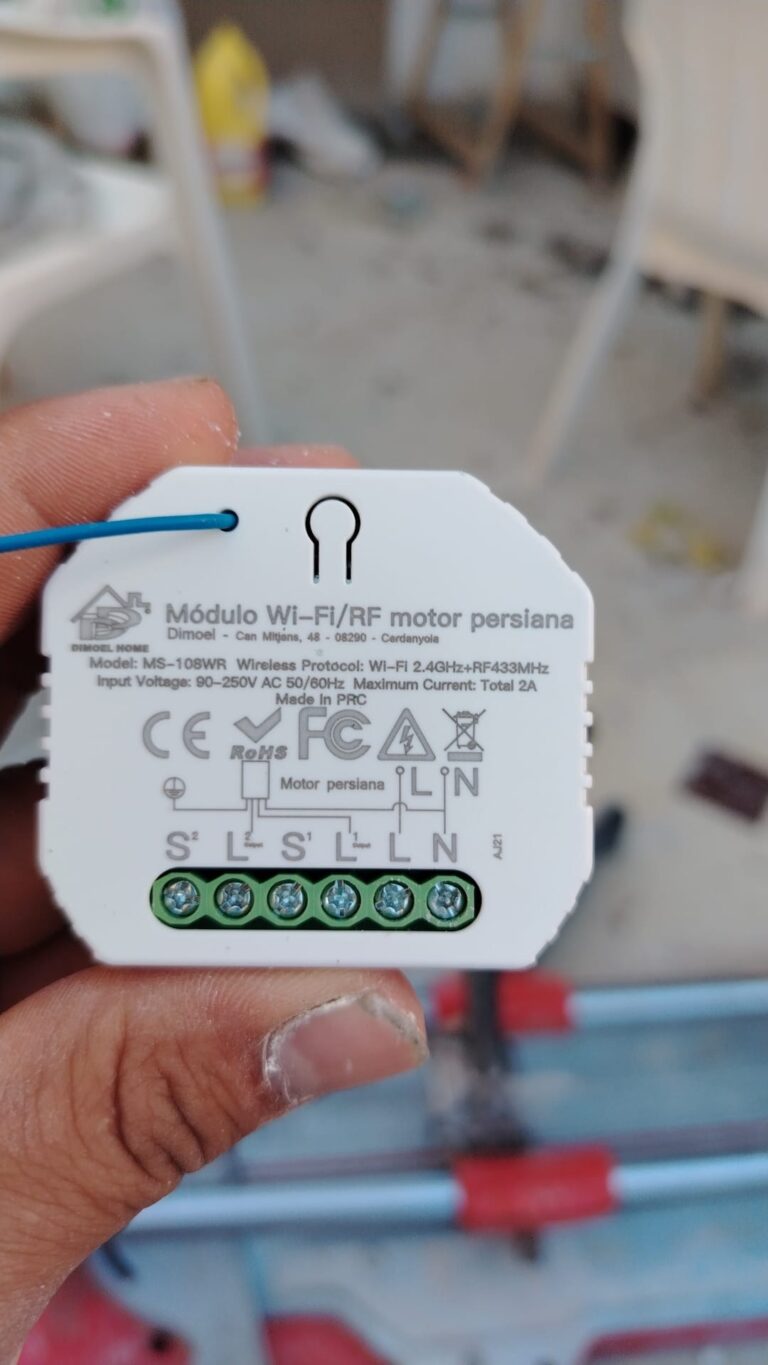 Módulo Wi-Fi/RF motor persiana
Dimoel - Can Mitjans, 48 - 08290 - Cerdanyola
DIMOEL HOME
Model: MS-108WR Wireless Protocol: Wi-Fi 2.4GHz+RF433MHz
Input Voltage: 90-250V AC 50/60Hz Maximum Current: Total 2A
Made In PRC
CE RoHS FC
Motor persiana L N
S² L² Output S¹ L¹ Output L N
AJ21